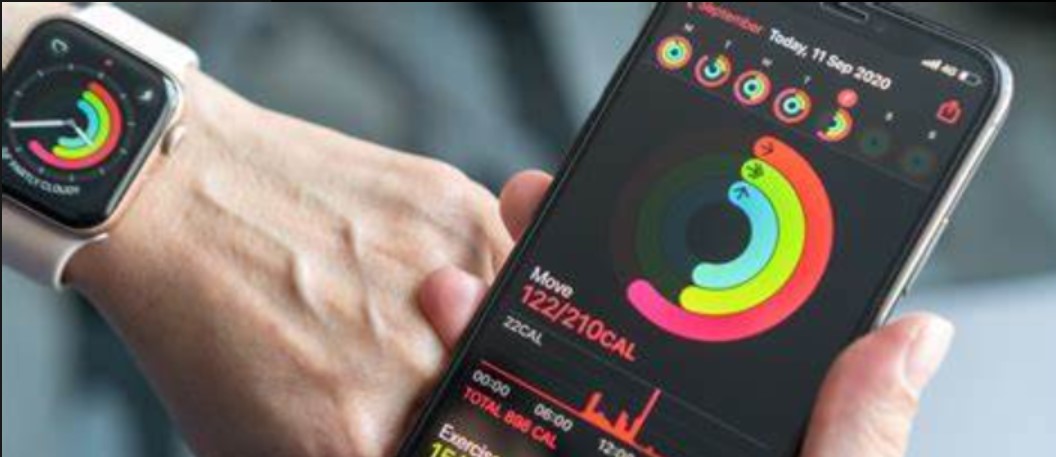 PARTLY CLOUDY
September Today, 11 Sep 2020
4G
M T W T F S S
Move
122/210CAL
22CAL
00:00 06:00 12:00
TOTAL 898 CAL
Exercise